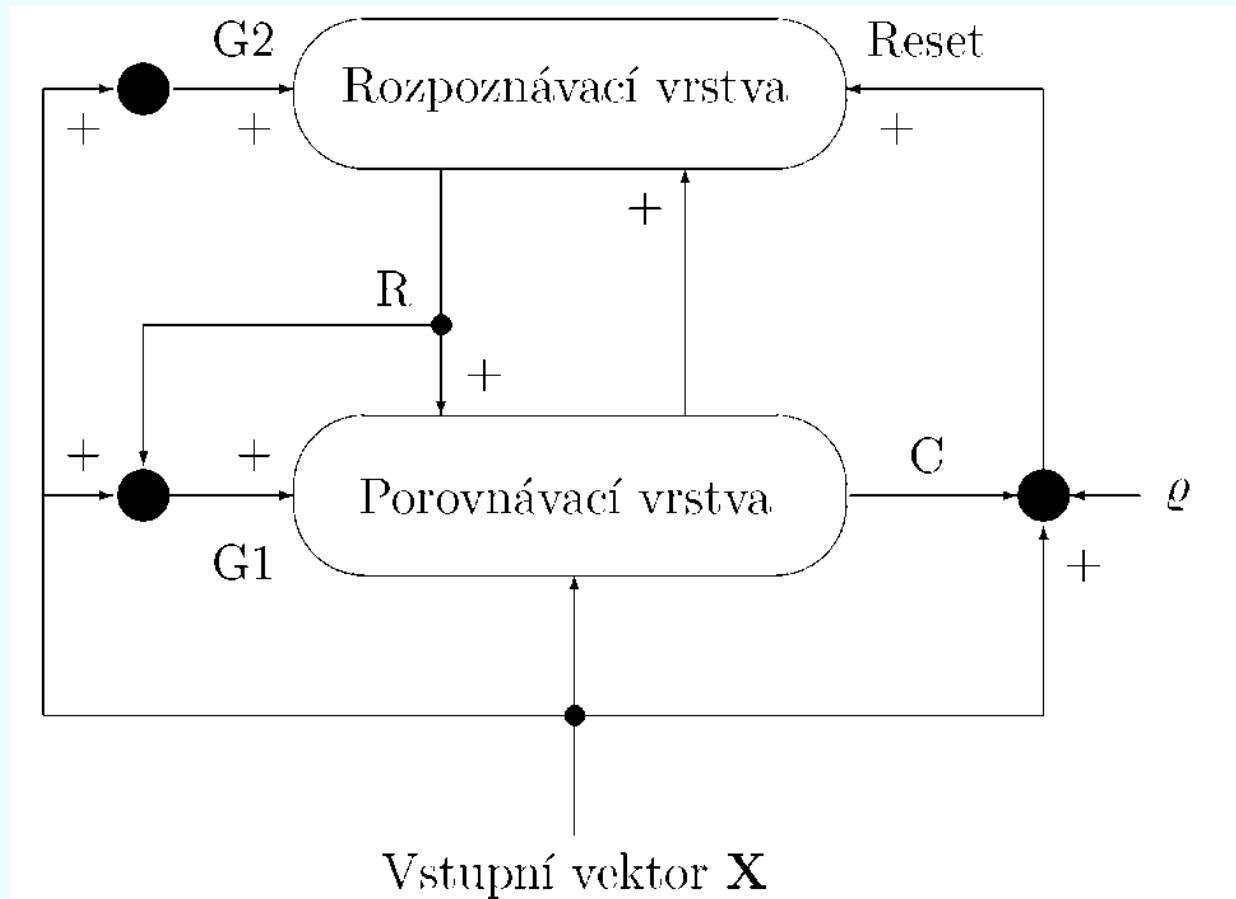 G2
Reset
Rozpoznávací vrstva
+
+
+
+
R
+
+
+
C
Porovnávací vrstva
ϱ
G1
+
Vstupní vektor X